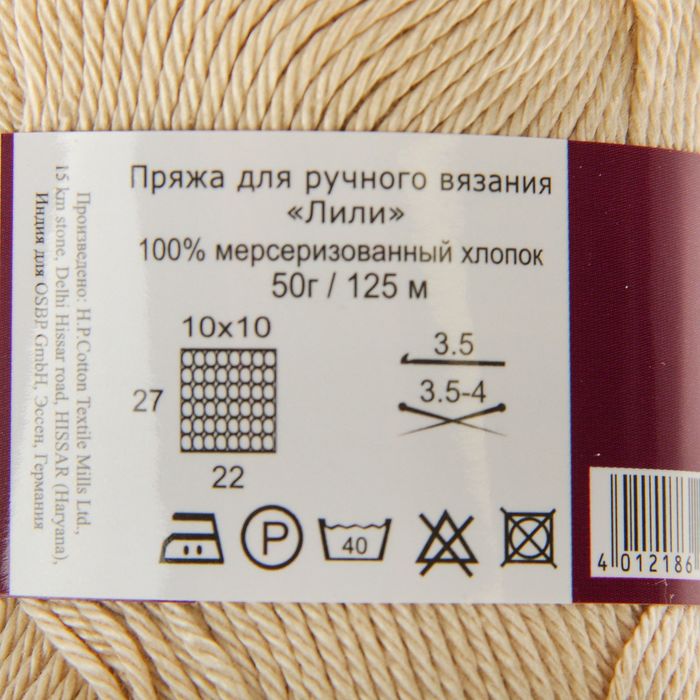 Пряжа для ручного вязания
«Лили»
100% мерсеризованный хлопок
50г / 125 м
10x10
27
22
3.5
3.5-4
P
40
Произведено: H.P.Cotton Textile Mills Ltd.,
15 km stone, Delhi Hissar road, HISSAR (Haryana),
Индия для OSBP GmbH, Эссен, Германия
4 012186